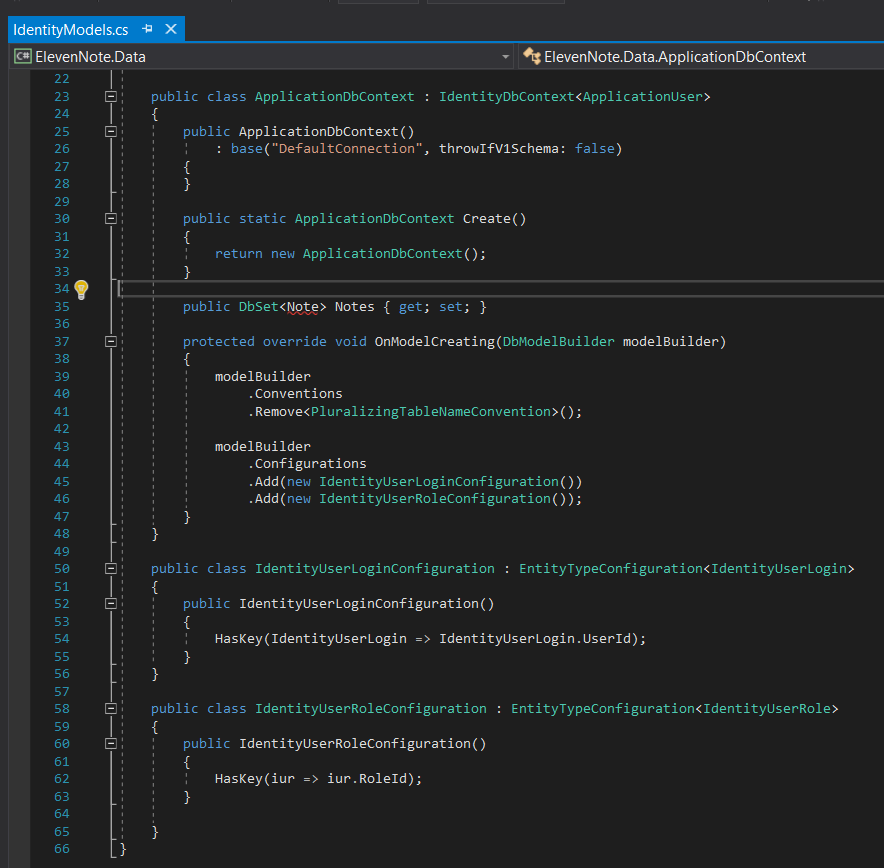 IdentityModels.cs
C# ElevenNote.Data
ElevenNote.Data.ApplicationDbContext
22
23 public class ApplicationDbContext : IdentityDbContext<ApplicationUser>
24 {
25 public ApplicationDbContext()
26 : base("DefaultConnection", throwIfV1Schema: false)
27 {
28 }
29
30 public static ApplicationDbContext Create()
31 {
32 return new ApplicationDbContext();
33 }
34
35 public DbSet<Note> Notes { get; set; }
36
37 protected override void OnModelCreating(DbModelBuilder modelBuilder)
38 {
39 modelBuilder
40 .Conventions
41 .Remove<PluralizingTableNameConvention>();
42
43 modelBuilder
44 .Configurations
45 .Add(new IdentityUserLoginConfiguration())
46 .Add(new IdentityUserRoleConfiguration());
47 }
48 }
49
50 public class IdentityUserLoginConfiguration : EntityTypeConfiguration<IdentityUserLogin>
51 {
52 public IdentityUserLoginConfiguration()
53 {
54 HasKey(IdentityUserLogin => IdentityUserLogin.UserId);
55 }
56 }
57
58 public class IdentityUserRoleConfiguration : EntityTypeConfiguration<IdentityUserRole>
59 {
60 public IdentityUserRoleConfiguration()
61 {
62 HasKey(iur => iur.RoleId);
63 }
64
65 }
66 }